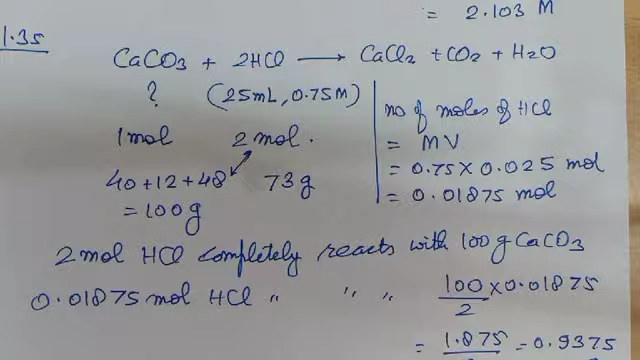 = 2.103 M
1.35
CaCO3 + 2HCl ⟶ CaCl2 + CO2 + H2O
? (25mL, 0.75M)
1mol 2mol.
40+12+48 73g
= 100g
no of moles of HCl
= MV
= 0.75 X 0.025 mol
= 0.01875 mol
2mol HCl completely reacts with 100g CaCO3
0.01875 mol HCl " " " 100/2 X 0.01875
= 1.875 = 0.9375